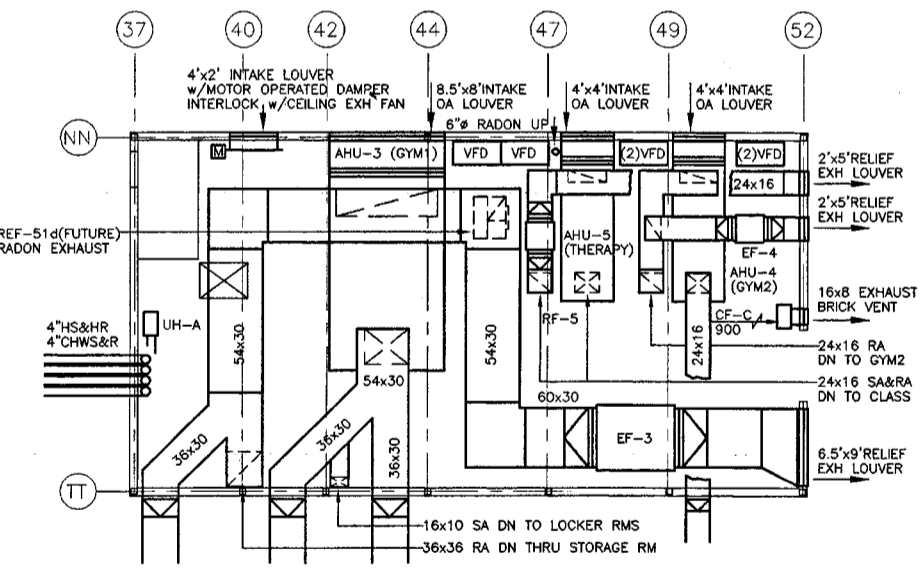 37
40
42
44
47
49
52
4'x2' INTAKE LOUVER
w/MOTOR OPERATED DAMPER
INTERLOCK w/CEILING EXH FAN
8.5'x8'INTAKE
OA LOUVER
4'x4'INTAKE
OA LOUVER
4'x4'INTAKE
OA LOUVER
6"ø RADON UP
NN
M
AHU-3 (GYM1)
VFD
VFD
(2)VFD
(2)VFD
2'x5'RELIEF
EXH LOUVER
24x16
2'x5'RELIEF
EXH LOUVER
REF-51d(FUTURE)
RADON EXHAUST
AHU-5
(THERAPY)
EF-4
AHU-4
(GYM2)
16x8 EXHAUST
BRICK VENT
4"HS&HR
4"CHWS&R
UH-A
RF-5
CF-C
900
54x30
54x30
24x16
24x16 RA
DN TO GYM2
54x30
24x16 SA&RA
DN TO CLASS
60x30
36x30
36x30
36x30
EF-3
6.5'x9'RELIEF
EXH LOUVER
TT
16x10 SA DN TO LOCKER RMS
36x36 RA DN THRU STORAGE RM